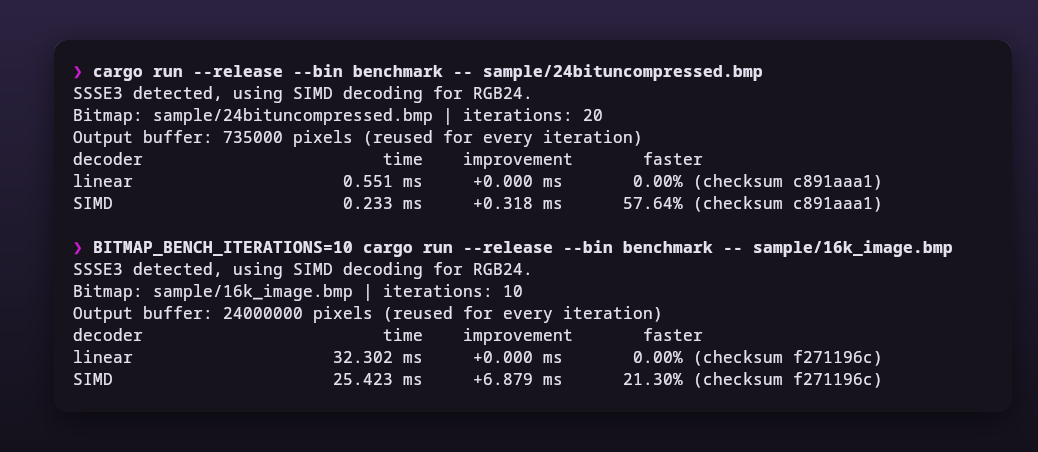 ❯ cargo run --release --bin benchmark -- sample/24bituncompressed.bmp
SSSE3 detected, using SIMD decoding for RGB24.
Bitmap: sample/24bituncompressed.bmp | iterations: 20
Output buffer: 735000 pixels (reused for every iteration)
decoder                        time    improvement       faster
linear                     0.551 ms     +0.000 ms       0.00% (checksum c891aaa1)
SIMD                       0.233 ms     +0.318 ms      57.64% (checksum c891aaa1)

❯ BITMAP_BENCH_ITERATIONS=10 cargo run --release --bin benchmark -- sample/16k_image.bmp
SSSE3 detected, using SIMD decoding for RGB24.
Bitmap: sample/16k_image.bmp | iterations: 10
Output buffer: 24000000 pixels (reused for every iteration)
decoder                        time    improvement       faster
linear                    32.302 ms     +0.000 ms       0.00% (checksum f271196c)
SIMD                      25.423 ms     +6.879 ms      21.30% (checksum f271196c)